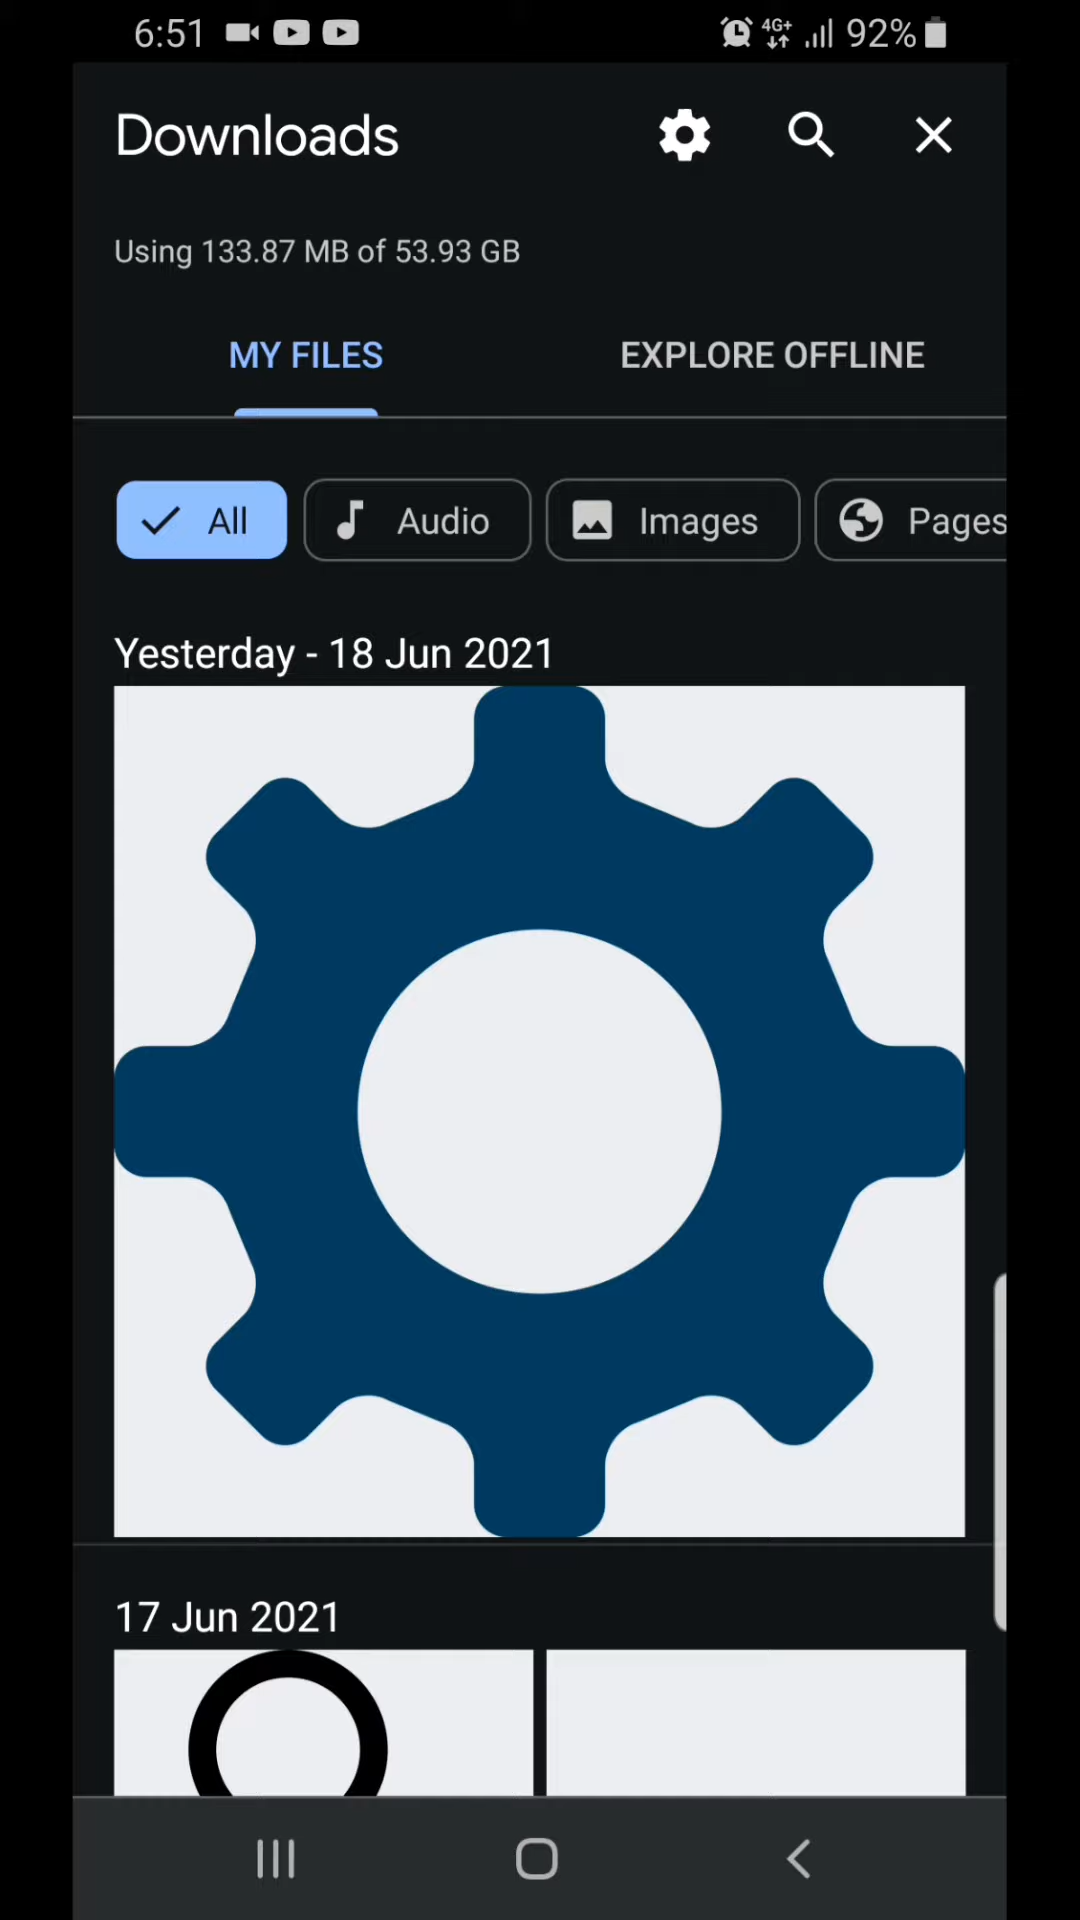 6:51 4G+ 92%
Downloads
Using 133.87 MB of 53.93 GB
MY FILES EXPLORE OFFLINE
All Audio Images Pages
Yesterday - 18 Jun 2021
17 Jun 2021